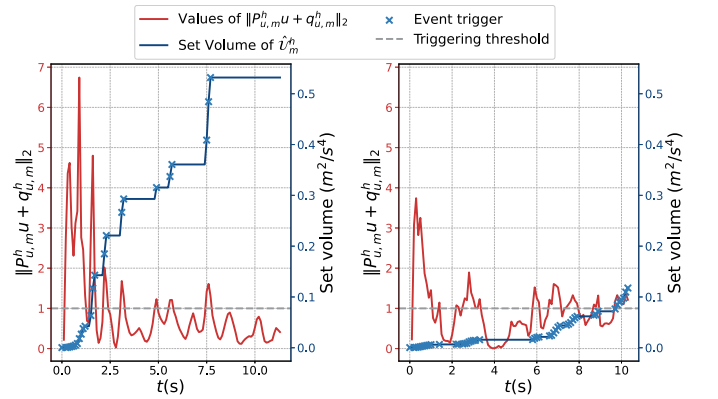 Values of ‖P^h_{u,m}u + q^h_{u,m}‖_2
Set Volume of Û^h_m
Event trigger
Triggering threshold
7
6
5
4
3
2
1
0
‖P^h_{u,m}u + q^h_{u,m}‖_2
0.0 2.5 5.0 7.5 10.0
t(s)
0.5
0.4
0.3
0.2
0.1
0.0
Set volume (m^2/s^4)
7
6
5
4
3
2
1
0
‖P^h_{u,m}u + q^h_{u,m}‖_2
0 2 4 6 8 10
t(s)
0.5
0.4
0.3
0.2
0.1
0.0
Set volume (m^2/s^4)